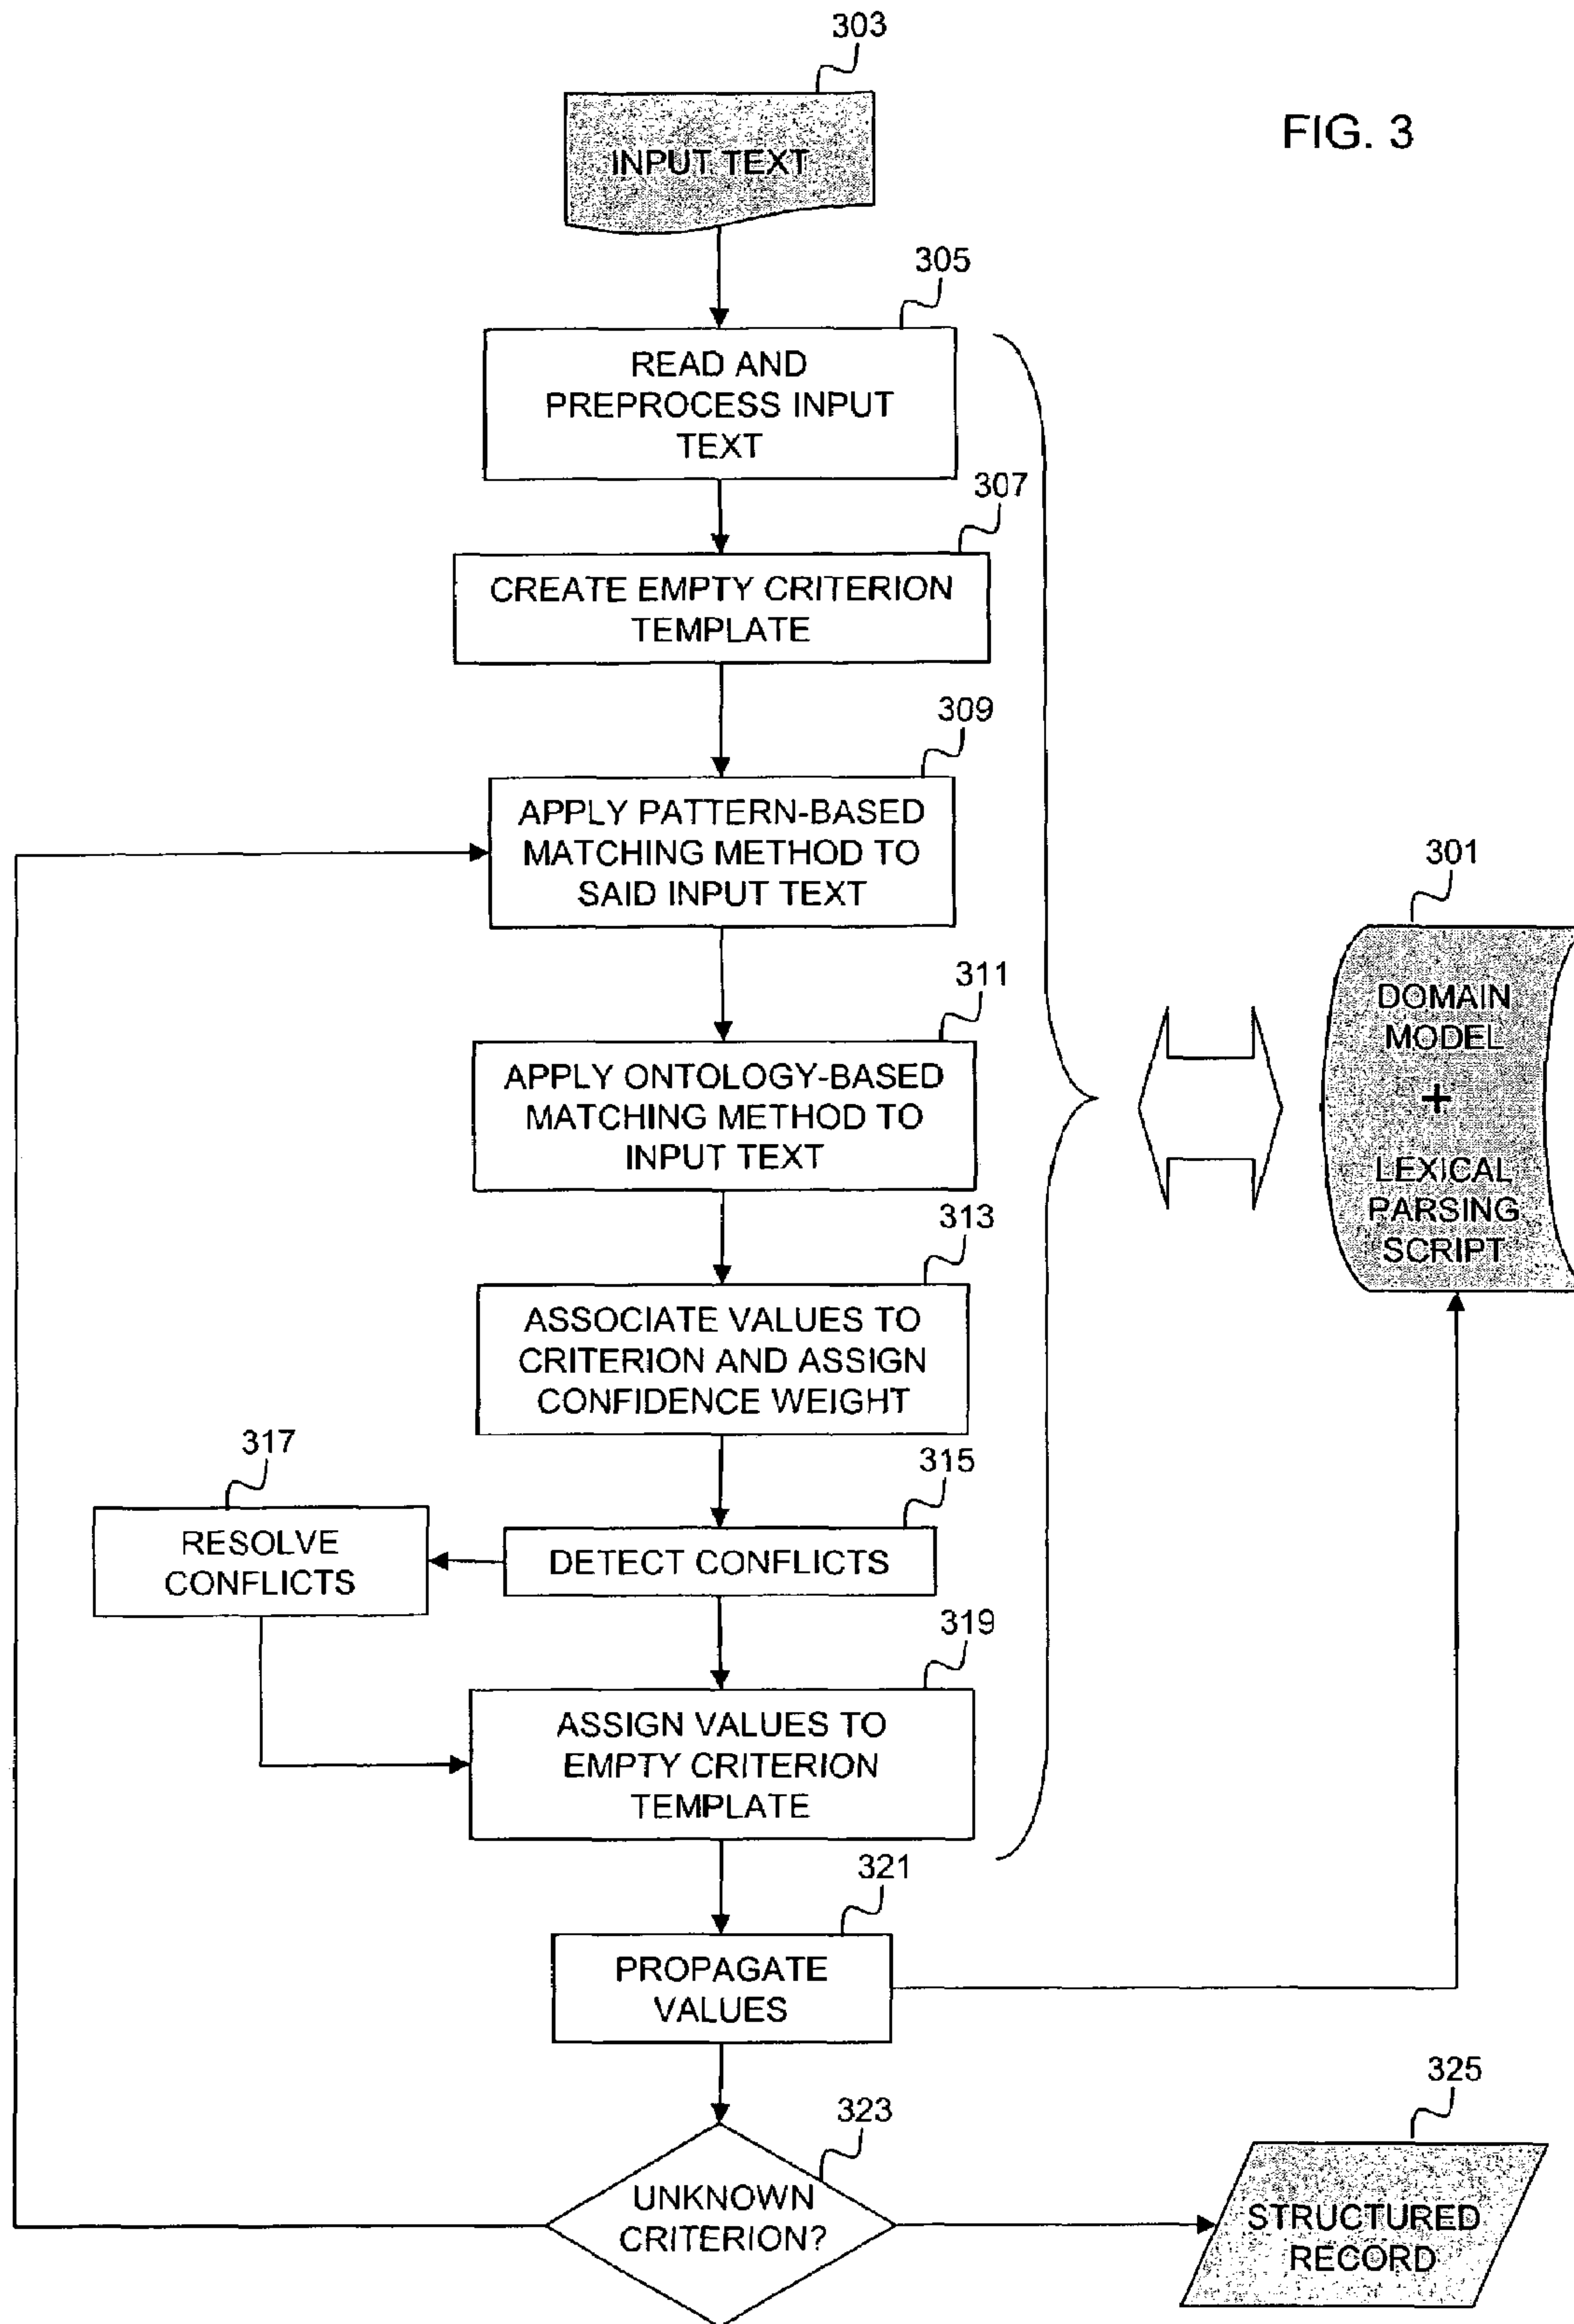 303
FIG. 3
INPUT TEXT
305
READ AND
PREPROCESS INPUT
TEXT
307
CREATE EMPTY CRITERION
TEMPLATE
309
APPLY PATTERN-BASED
MATCHING METHOD TO
SAID INPUT TEXT
301
DOMAIN
MODEL
+
LEXICAL
PARSING
SCRIPT
311
APPLY ONTOLOGY-BASED
MATCHING METHOD TO
INPUT TEXT
313
ASSOCIATE VALUES TO
CRITERION AND ASSIGN
CONFIDENCE WEIGHT
317
RESOLVE
CONFLICTS
315
DETECT CONFLICTS
319
ASSIGN VALUES TO
EMPTY CRITERION
TEMPLATE
321
PROPAGATE
VALUES
323
UNKNOWN
CRITERION?
325
STRUCTURED
RECORD